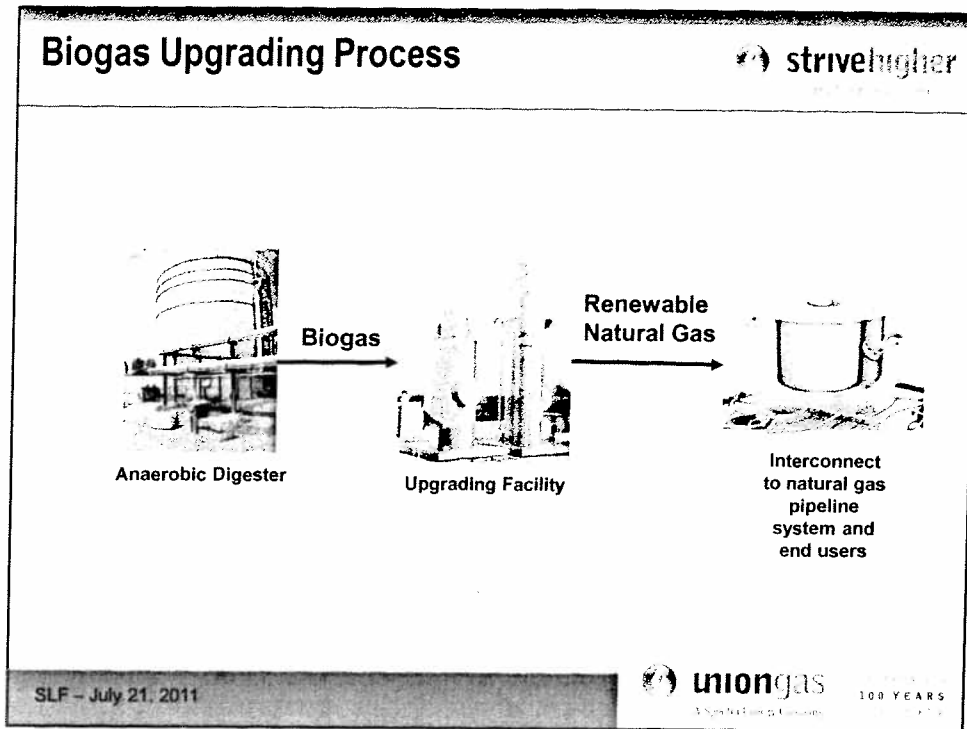 Biogas Upgrading Process
strivehigher
Biogas
Renewable
Natural Gas
Anaerobic Digester
Upgrading Facility
Interconnect
to natural gas
pipeline
system and
end users
SLF – July 21, 2011
uniongas
100 YEARS